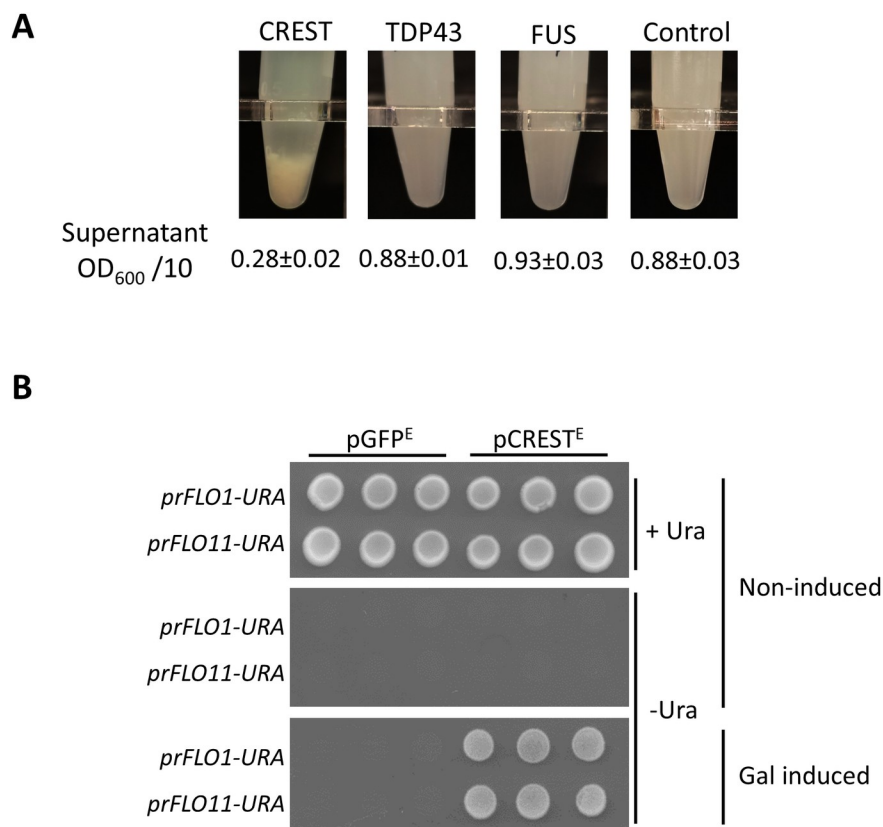 A
CREST TDP43 FUS Control
Supernatant
OD600 /10
0.28±0.02 0.88±0.01 0.93±0.03 0.88±0.03
B
pGFPE pCRESTE
prFLO1-URA
prFLO11-URA
+ Ura
prFLO1-URA
prFLO11-URA
Non-induced
-Ura
prFLO1-URA
prFLO11-URA
Gal induced